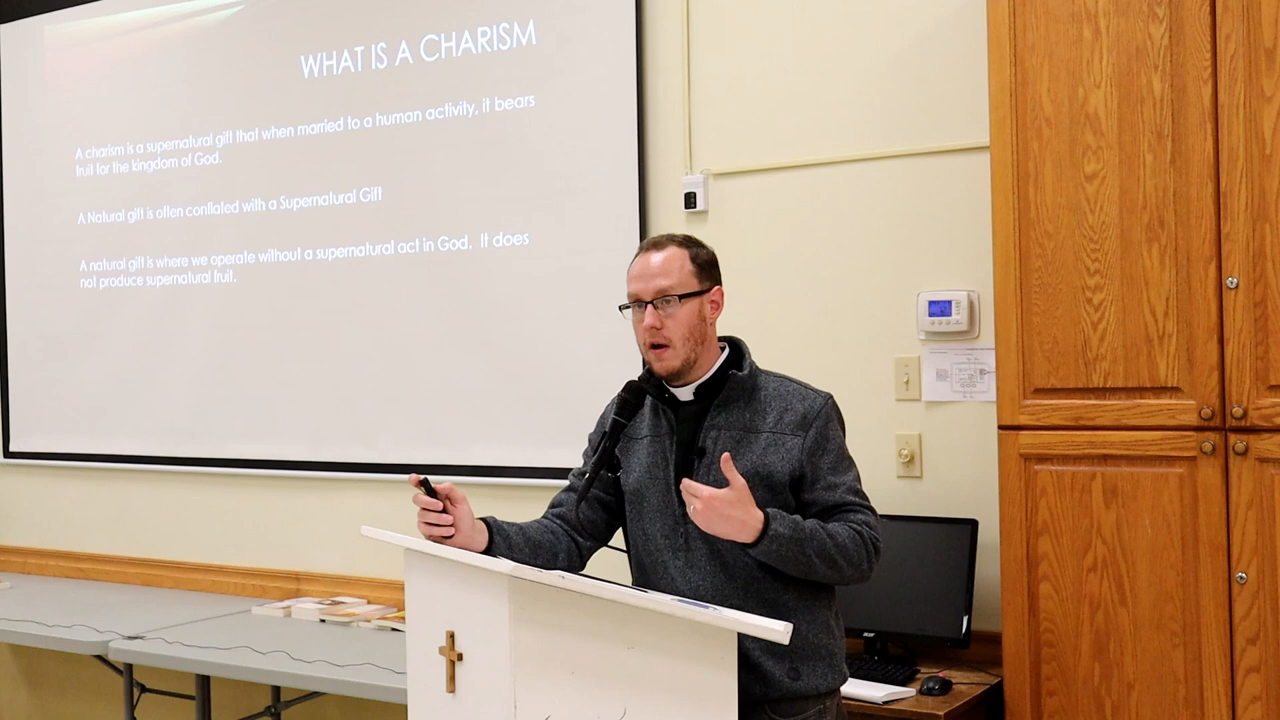 WHAT IS A CHARISM
A charism is a supernatural gift that when married to a human activity, it bears
fruit for the kingdom of God.
A Natural gift is often conflated with a Supernatural Gift
A natural gift is where we operate without a supernatural act in God. It does
not produce supernatural fruit.
acer